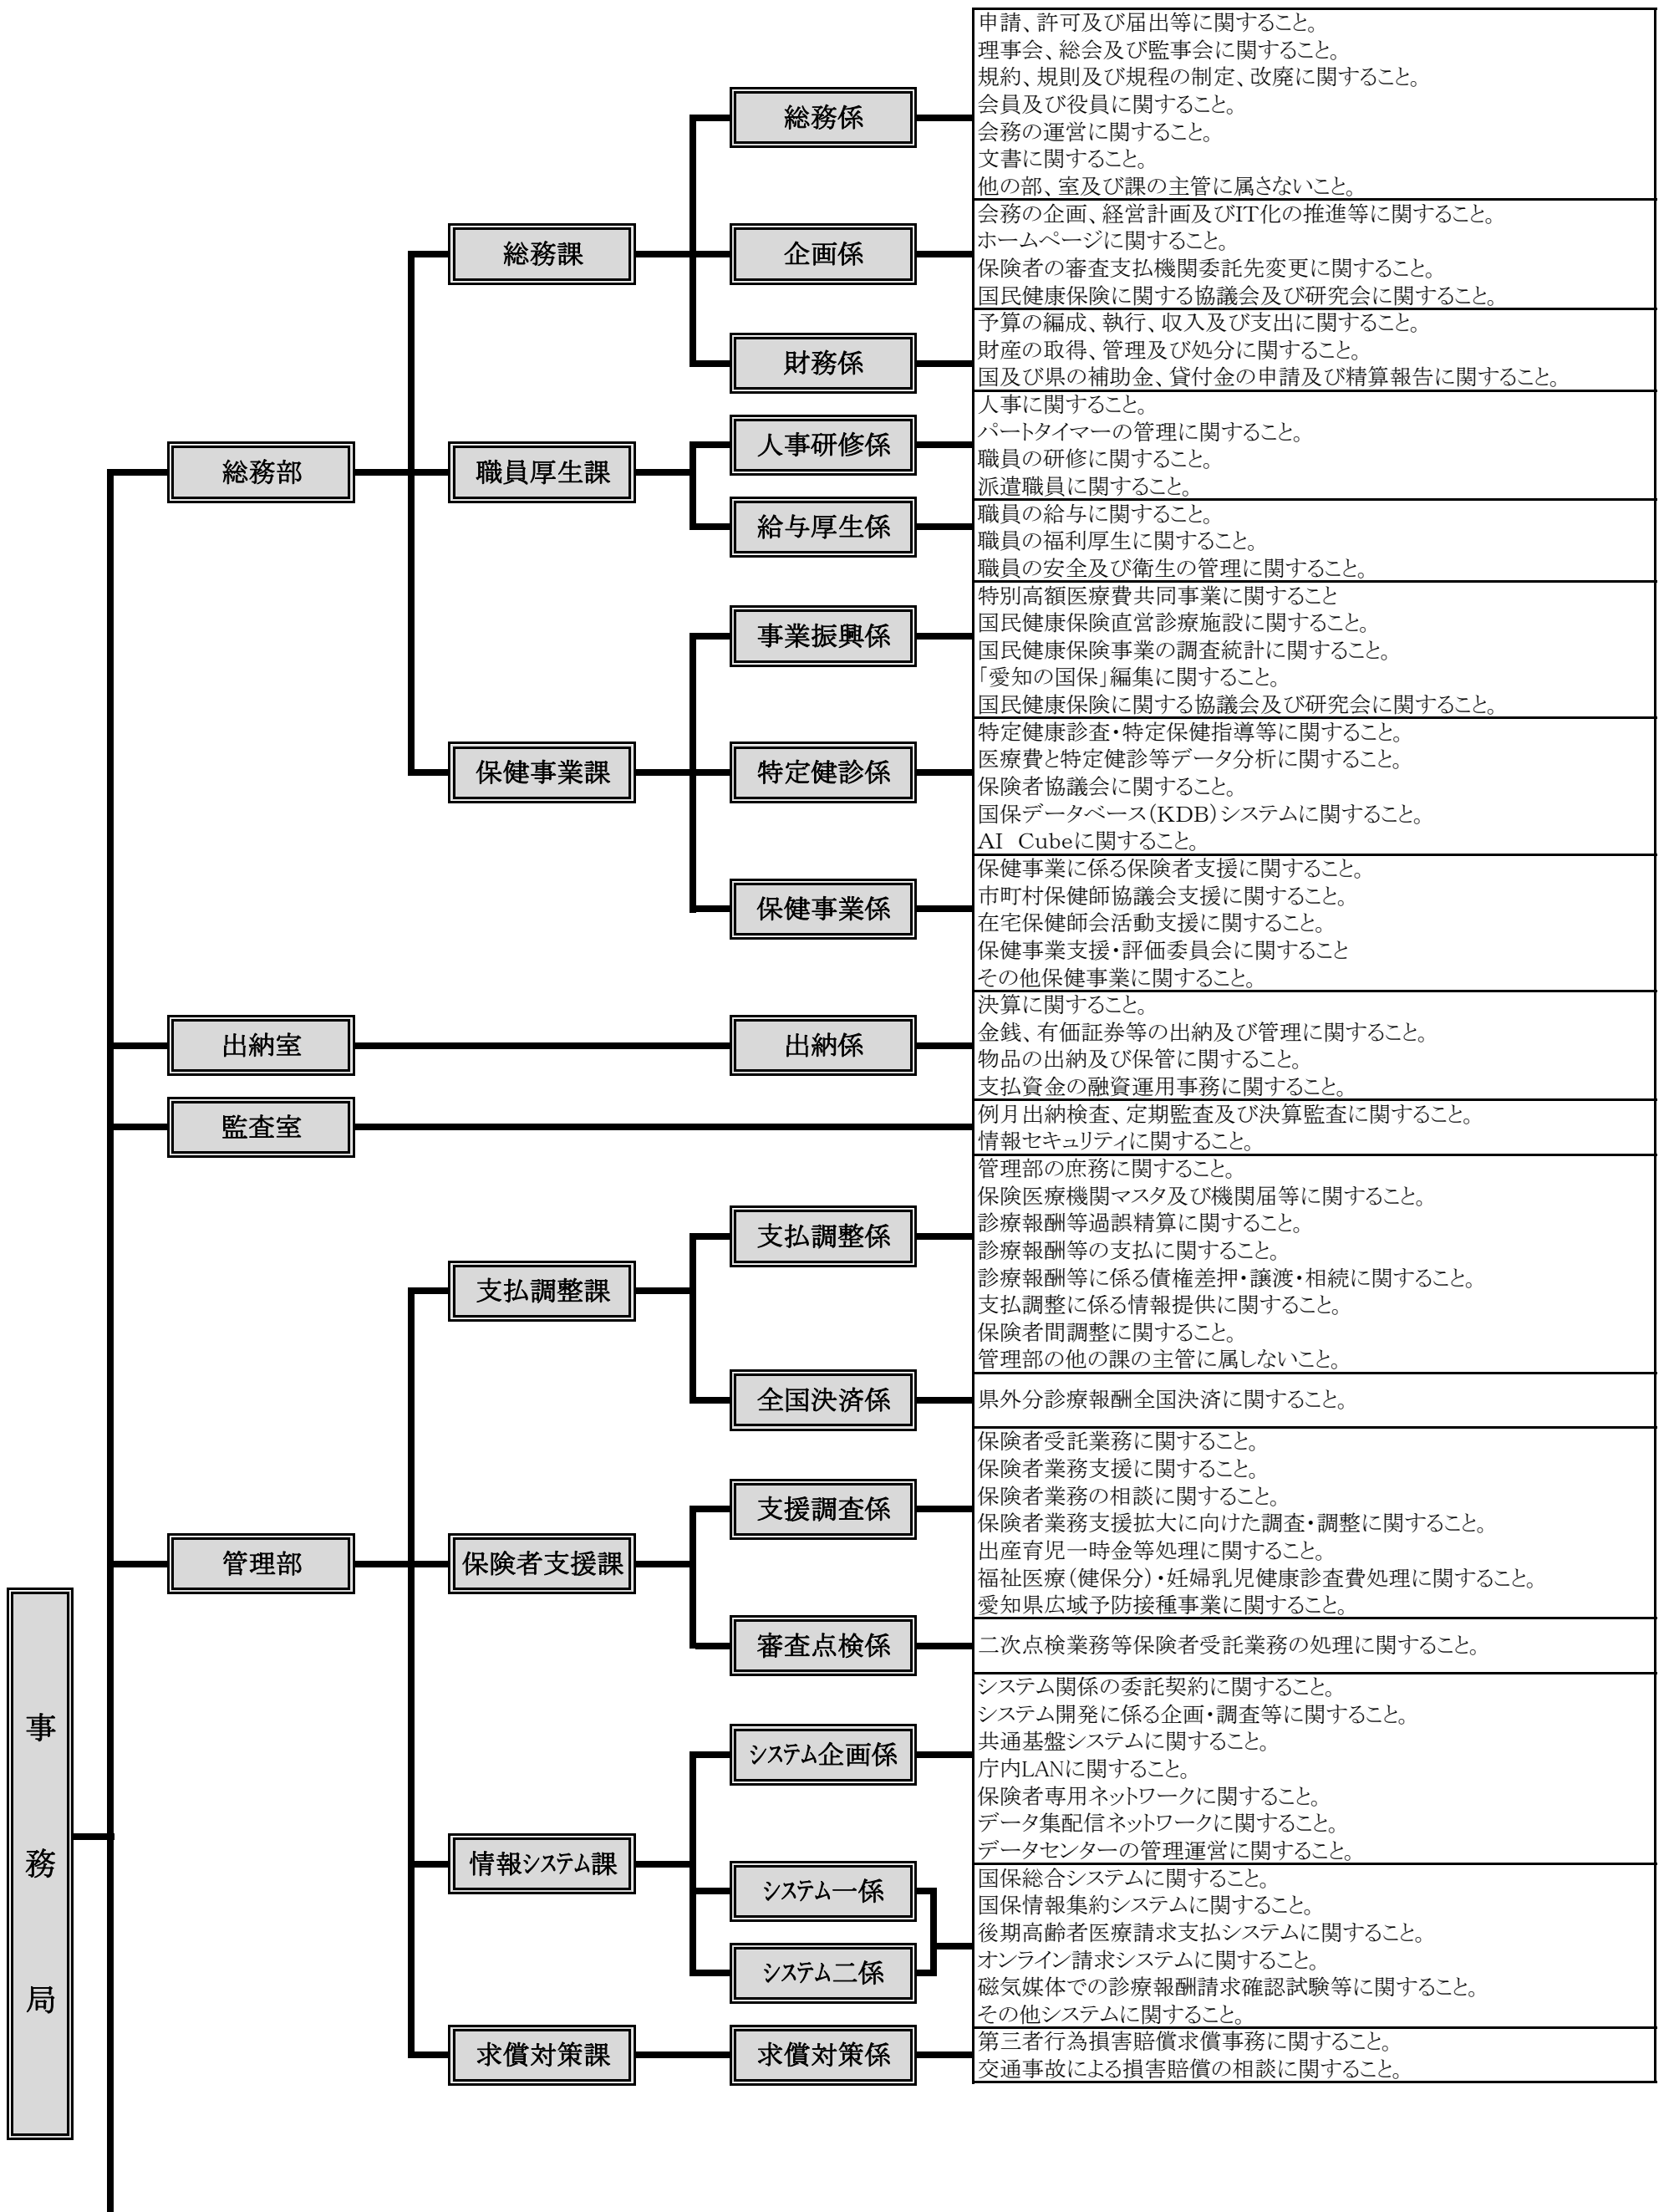 事務局
総務部
総務課
総務係
申請、許可及び届出等に関すること。
理事会、総会及び監事会に関すること。
規約、規則及び規程の制定、改廃に関すること。
会員及び役員に関すること。
会務の運営に関すること。
文書に関すること。
他の部、室及び課の主管に属さないこと。
企画係
会務の企画、経営計画及びIT化の推進等に関すること。
ホームページに関すること。
保険者の審査支払機関委託先変更に関すること。
国民健康保険に関する協議会及び研究会に関すること。
財務係
予算の編成、執行、収入及び支出に関すること。
財産の取得、管理及び処分に関すること。
国及び県の補助金、貸付金の申請及び精算報告に関すること。
職員厚生課
人事研修係
人事に関すること。
パートタイマーの管理に関すること。
職員の研修に関すること。
派遣職員に関すること。
給与厚生係
職員の給与に関すること。
職員の福利厚生に関すること。
職員の安全及び衛生の管理に関すること。
保健事業課
事業振興係
特別高額医療費共同事業に関すること
国民健康保険直営診療施設に関すること。
国民健康保険事業の調査統計に関すること。
「愛知の国保」編集に関すること。
国民健康保険に関する協議会及び研究会に関すること。
特定健診係
特定健康診査・特定保健指導等に関すること。
医療費と特定健診等データ分析に関すること。
保険者協議会に関すること。
国保データベース(KDB)システムに関すること。
AI Cubeに関すること。
保健事業係
保健事業に係る保険者支援に関すること。
市町村保健師協議会支援に関すること。
在宅保健師会活動支援に関すること。
保健事業支援・評価委員会に関すること
その他保健事業に関すること。
出納室
出納係
決算に関すること。
金銭、有価証券等の出納及び管理に関すること。
物品の出納及び保管に関すること。
支払資金の融資運用事務に関すること。
監査室
例月出納検査、定期監査及び決算監査に関すること。
情報セキュリティに関すること。
管理部
支払調整課
支払調整係
管理部の庶務に関すること。
保険医療機関マスタ及び機関届等に関すること。
診療報酬等過誤精算に関すること。
診療報酬等の支払に関すること。
診療報酬等に係る債権差押・譲渡・相続に関すること。
支払調整に係る情報提供に関すること。
保険者間調整に関すること。
管理部の他の課の主管に属しないこと。
全国決済係
県外分診療報酬全国決済に関すること。
保険者支援課
支援調査係
保険者受託業務に関すること。
保険者業務支援に関すること。
保険者業務の相談に関すること。
保険者業務支援拡大に向けた調査・調整に関すること。
出産育児一時金等処理に関すること。
福祉医療(健保分)・妊婦乳児健康診査費処理に関すること。
愛知県広域予防接種事業に関すること。
審査点検係
二次点検業務等保険者受託業務の処理に関すること。
情報システム課
システム企画係
システム関係の委託契約に関すること。
システム開発に係る企画・調査等に関すること。
共通基盤システムに関すること。
庁内LANに関すること。
保険者専用ネットワークに関すること。
データ集配信ネットワークに関すること。
データセンターの管理運営に関すること。
システム一係
システム二係
国保総合システムに関すること。
国保情報集約システムに関すること。
後期高齢者医療請求支払システムに関すること。
オンライン請求システムに関すること。
磁気媒体での診療報酬請求確認試験等に関すること。
その他システムに関すること。
求償対策課
求償対策係
第三者行為損害賠償求償事務に関すること。
交通事故による損害賠償の相談に関すること。